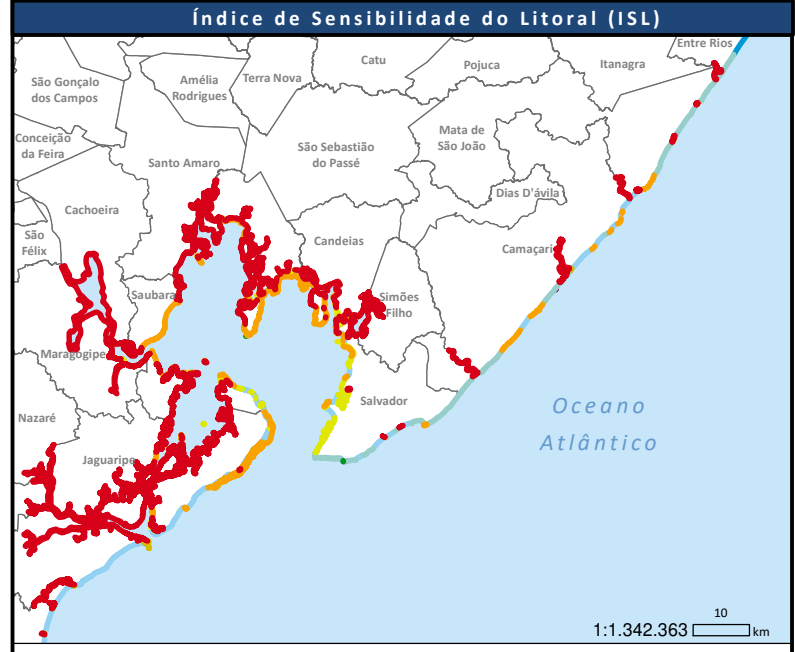 Índice de Sensibilidade do Litoral (ISL)
Entre Rios
Catu
Pojuca
Itanagra
São Gonçalo
dos Campos
Amélia
Rodrigues
Terra Nova
Conceição
da Feira
Mata de
São João
São Sebastião
do Passé
Santo Amaro
Dias D'ávila
Cachoeira
São
Félix
Candeias
Camaçari
Saubara
Simões
Filho
Maragogipe
Salvador
Oceano
Atlântico
Nazaré
Jaguaripe
10
1:1.342.363 km